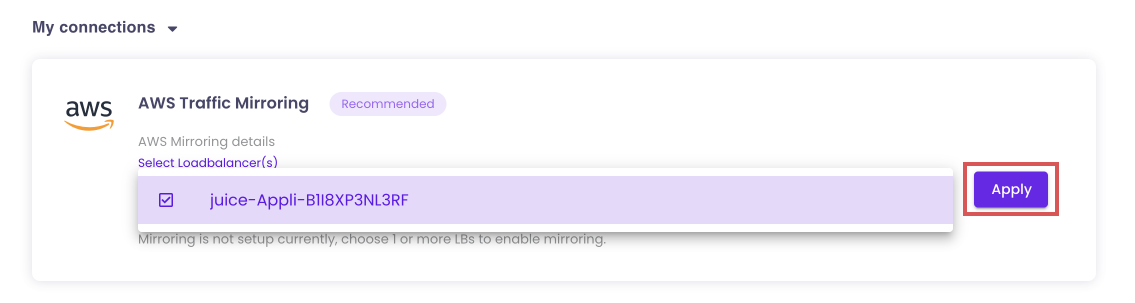 My connections
aws
AWS Traffic Mirroring
Recommended
AWS Mirroring details
Select Loadbalancer(s)
juice-Appli-B1I8XP3NL3RF
Apply
Mirroring is not setup currently, choose 1 or more LBs to enable mirroring.